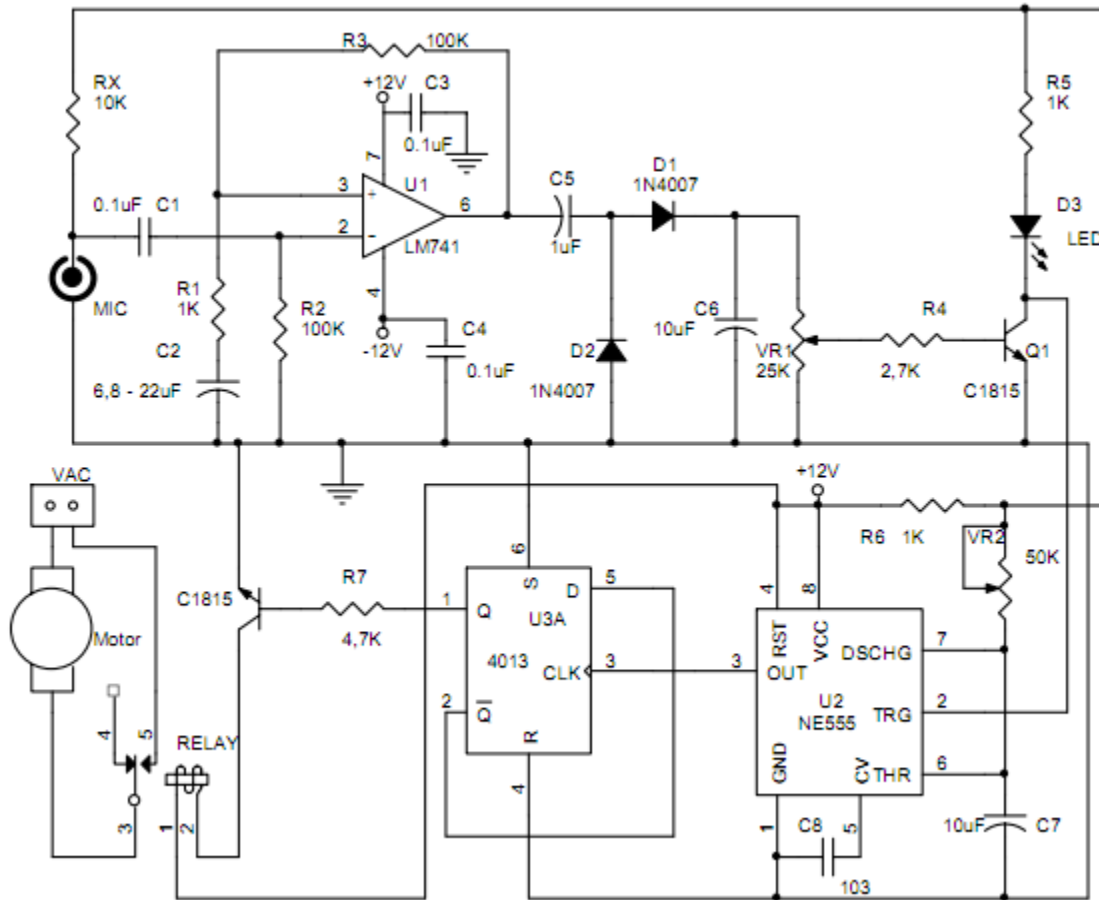 R3 100K
+12V C3
0.1uF
RX
10K
R5
1K
7
3 + U1
2 - 6
LM741
4
-12V
0.1uF C1
MIC
R1
1K
R2
100K
C2
6,8 - 22uF
C4
0.1uF
C5
1uF
D1
1N4007
D2
1N4007
C6
10uF
VR1
25K
R4
2,7K
D3
LED
Q1
C1815
VAC
Motor
4 5
3
RELAY
1 2
C1815
R7
4,7K
6
S
1 Q D 5
U3A
4013
CLK 3
2 Q
R
4
+12V
R6 1K
VR2
50K
4 8
RST VCC
3 OUT DSCHG 7
U2
NE555
TRG 2
GND CV THR 6
1 5
C8
103
10uF C7